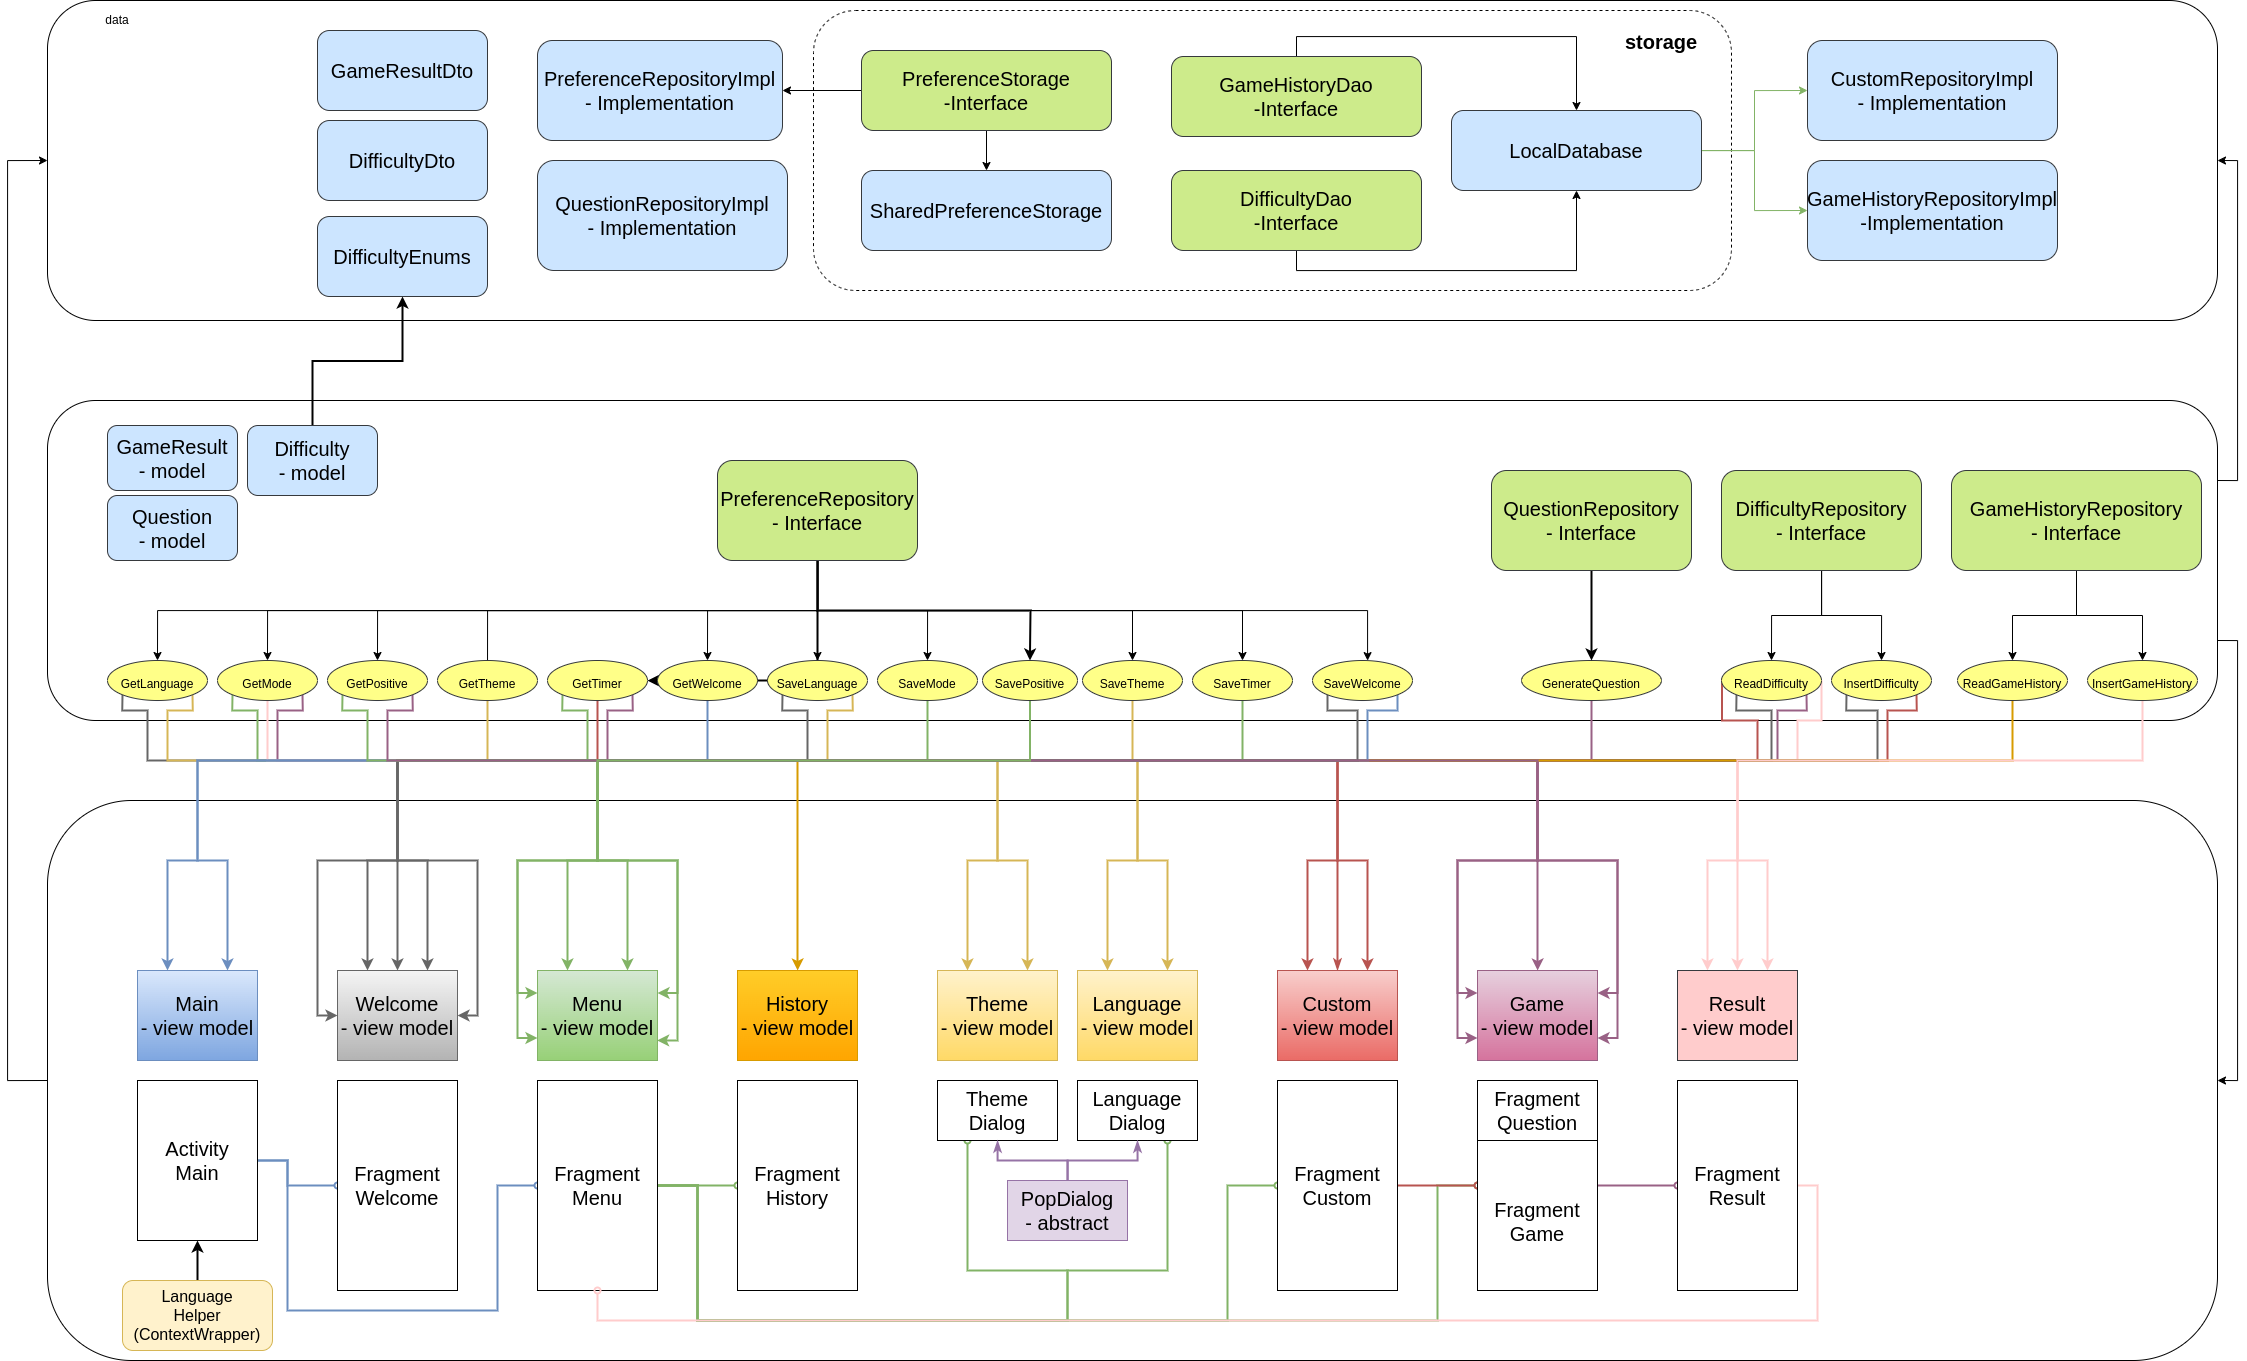 data
GameResultDto
DifficultyDto
DifficultyEnums
PreferenceRepositoryImpl
- Implementation
QuestionRepositoryImpl
- Implementation
storage
PreferenceStorage
-Interface
SharedPreferenceStorage
GameHistoryDao
-Interface
DifficultyDao
-Interface
LocalDatabase
CustomRepositoryImpl
- Implementation
GameHistoryRepositoryImpl
-Implementation
GameResult
- model
Difficulty
- model
Question
- model
PreferenceRepository
- Interface
QuestionRepository
- Interface
DifficultyRepository
- Interface
GameHistoryRepository
- Interface
GetLanguage
GetMode
GetPositive
GetTheme
GetTimer
GetWelcome
SaveLanguage
SaveMode
SavePositive
SaveTheme
SaveTimer
SaveWelcome
GenerateQuestion
ReadDifficulty
InsertDifficulty
ReadGameHistory
InsertGameHistory
Main
- view model
Welcome
- view model
Menu
- view model
History
- view model
Theme
- view model
Language
- view model
Custom
- view model
Game
- view model
Result
- view model
Activity
Main
Fragment
Welcome
Fragment
Menu
Fragment
History
Theme
Dialog
Language
Dialog
PopDialog
- abstract
Fragment
Custom
Fragment
Question
Fragment
Game
Fragment
Result
Language
Helper
(ContextWrapper)